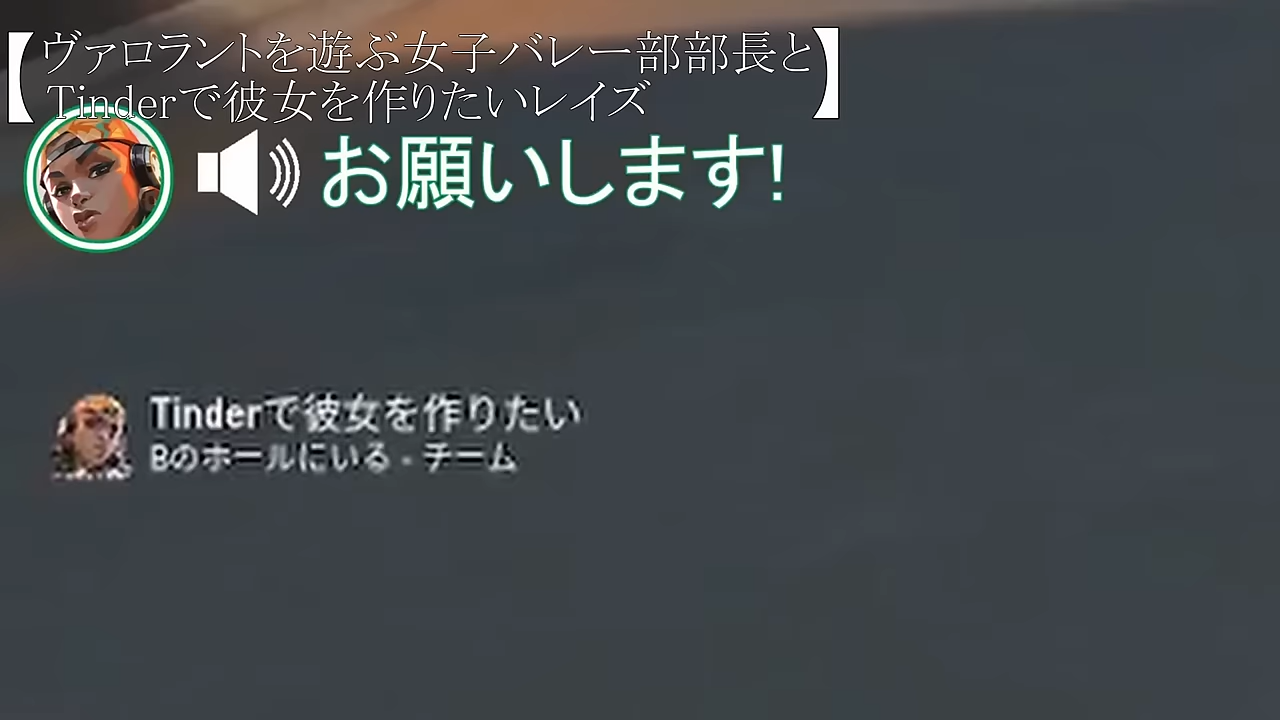 【ヴァロラントを遊ぶ女子バレー部部長と
Tinderで彼女を作りたいレイズ】
お願いします!
Tinderで彼女を作りたい
Bのホールにいる - チーム